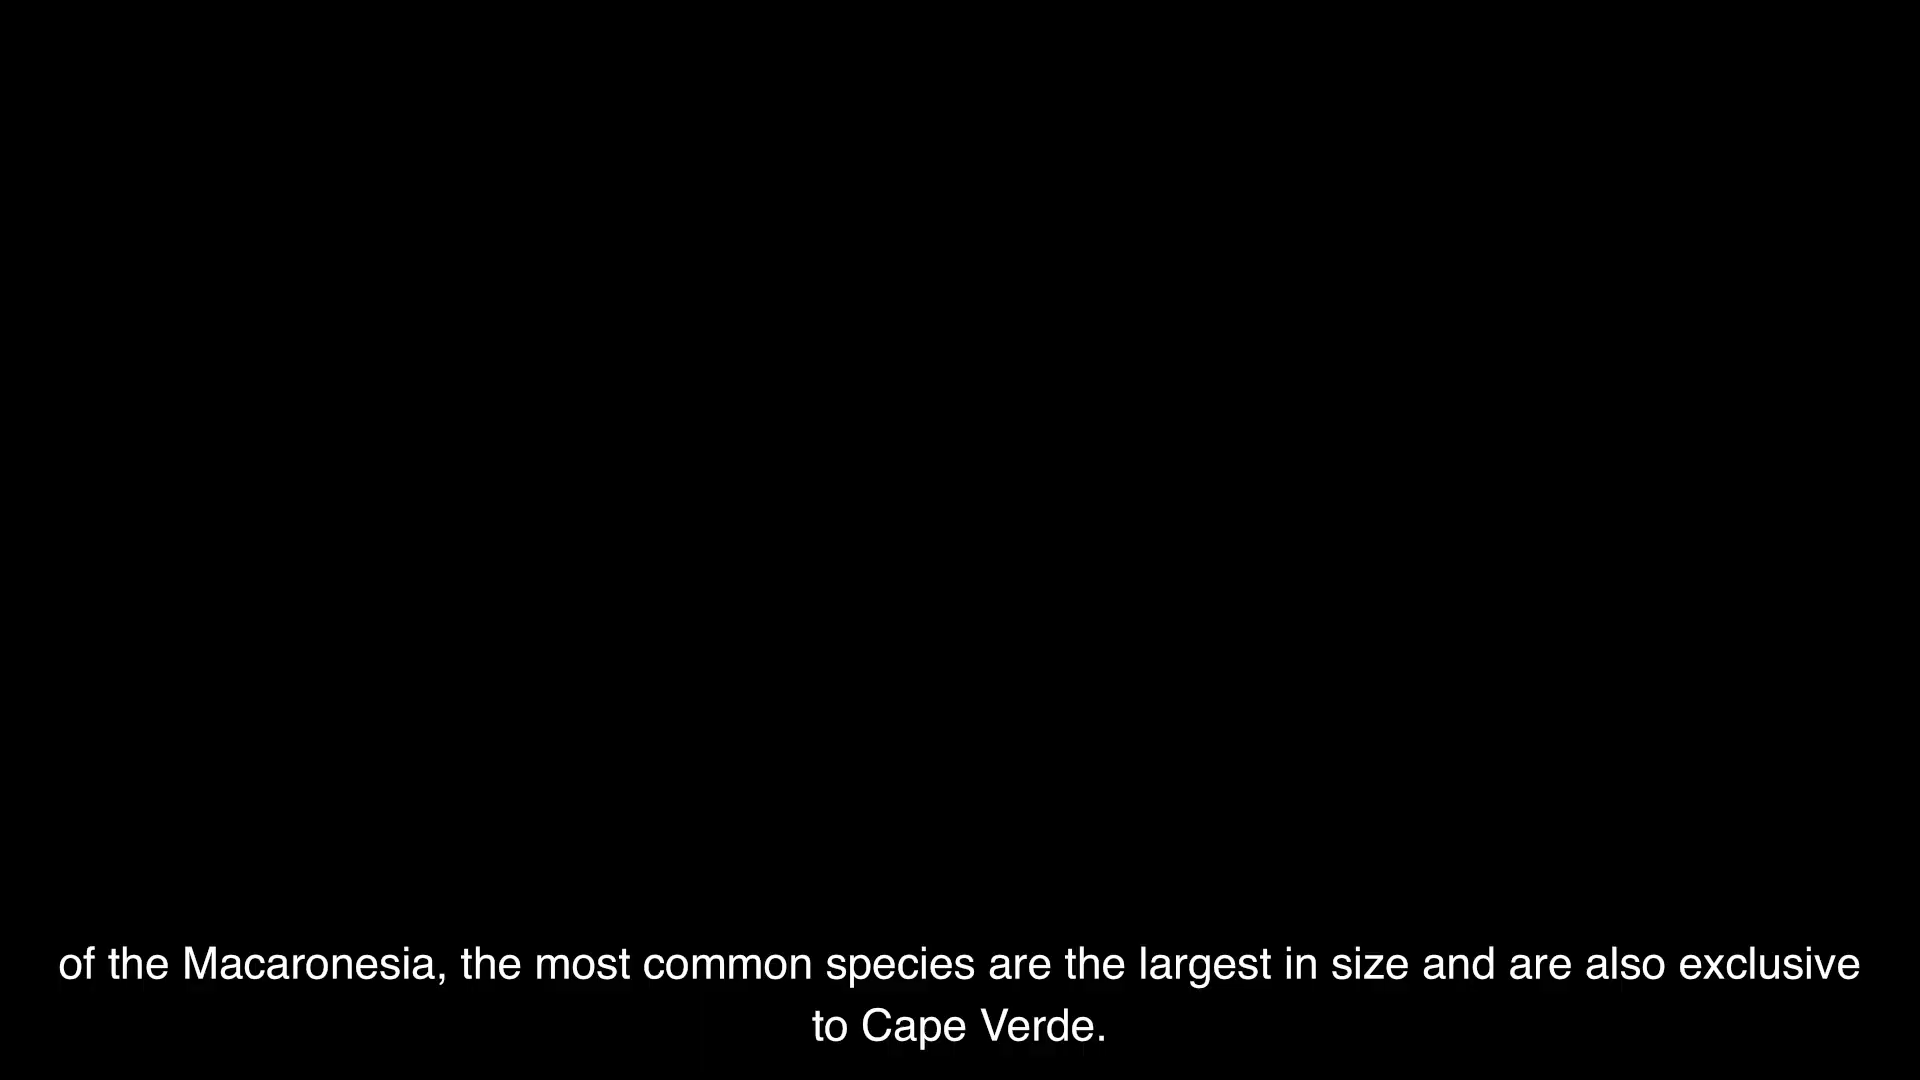 of the Macaronesia, the most common species are the largest in size and are also exclusive
to Cape Verde.